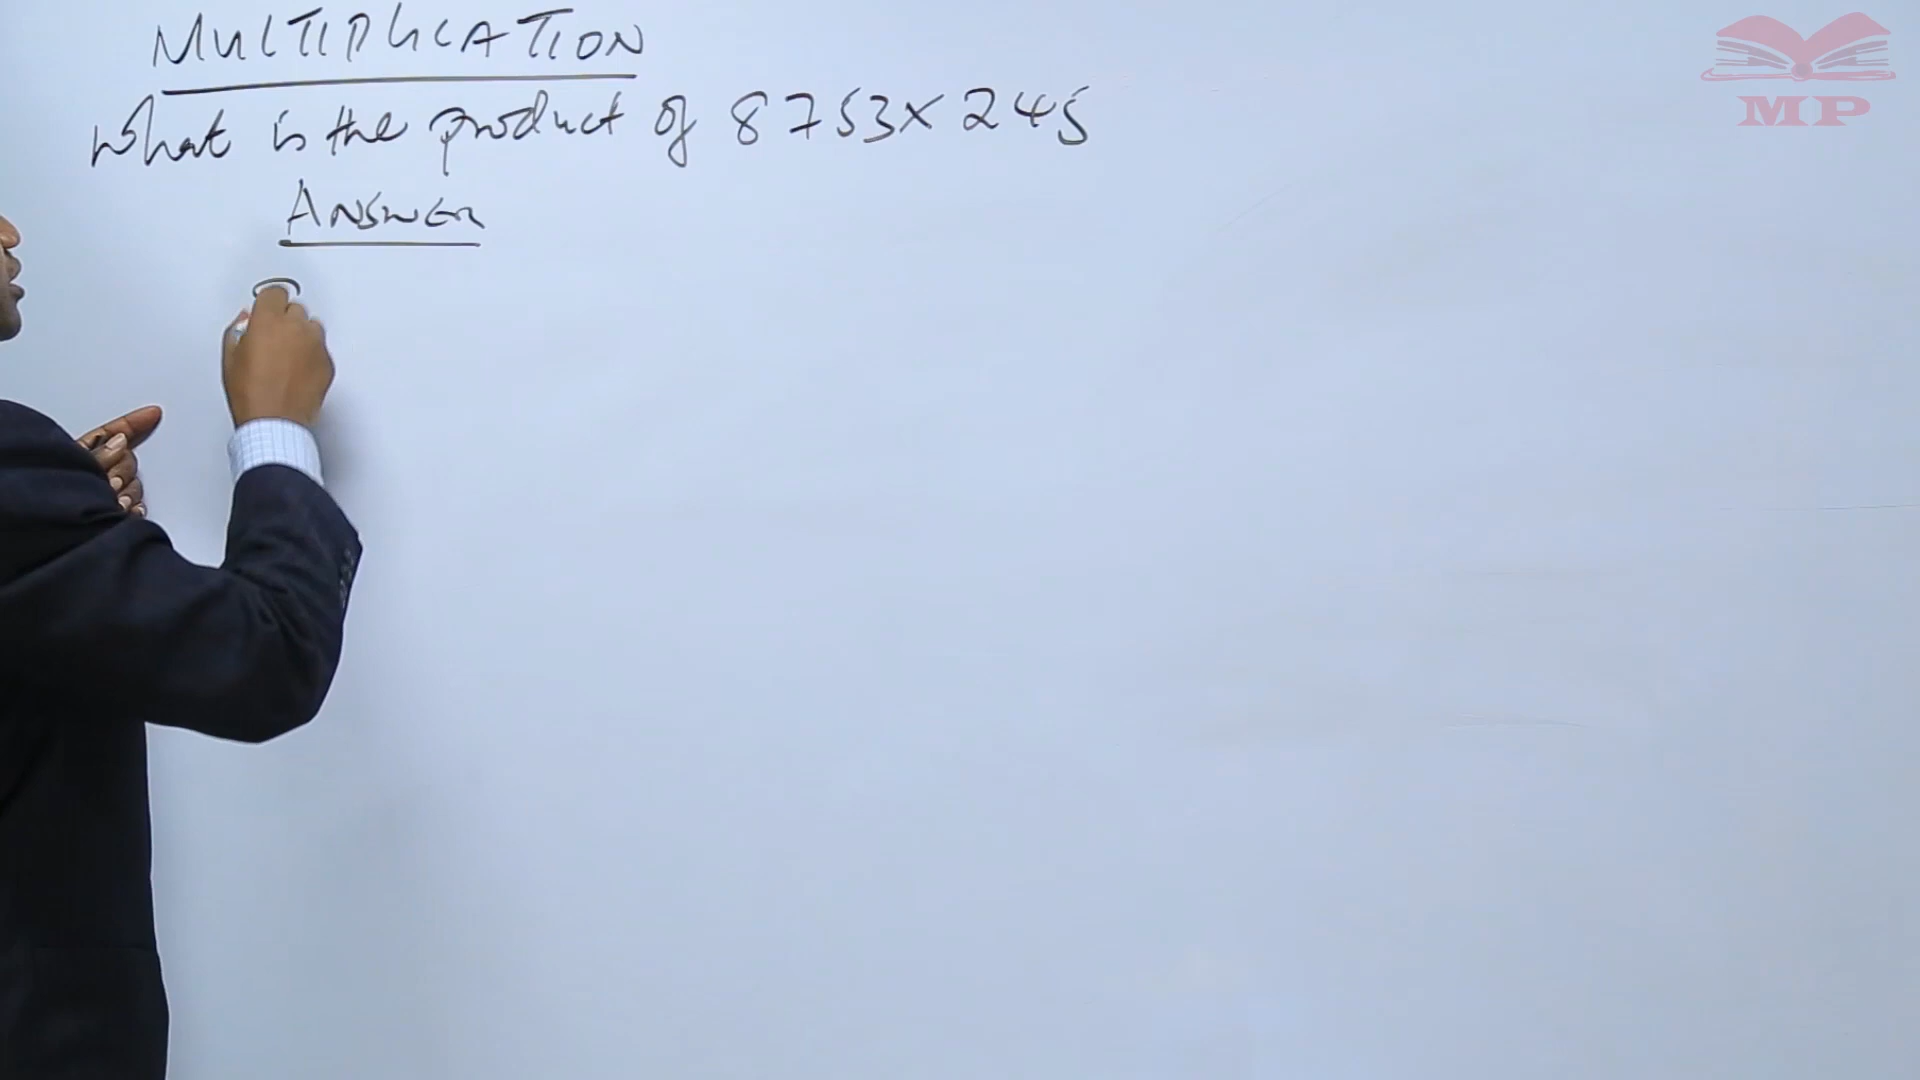 MULTIPLICATION
What is the product of 8753 x 245
ANSWER
MP